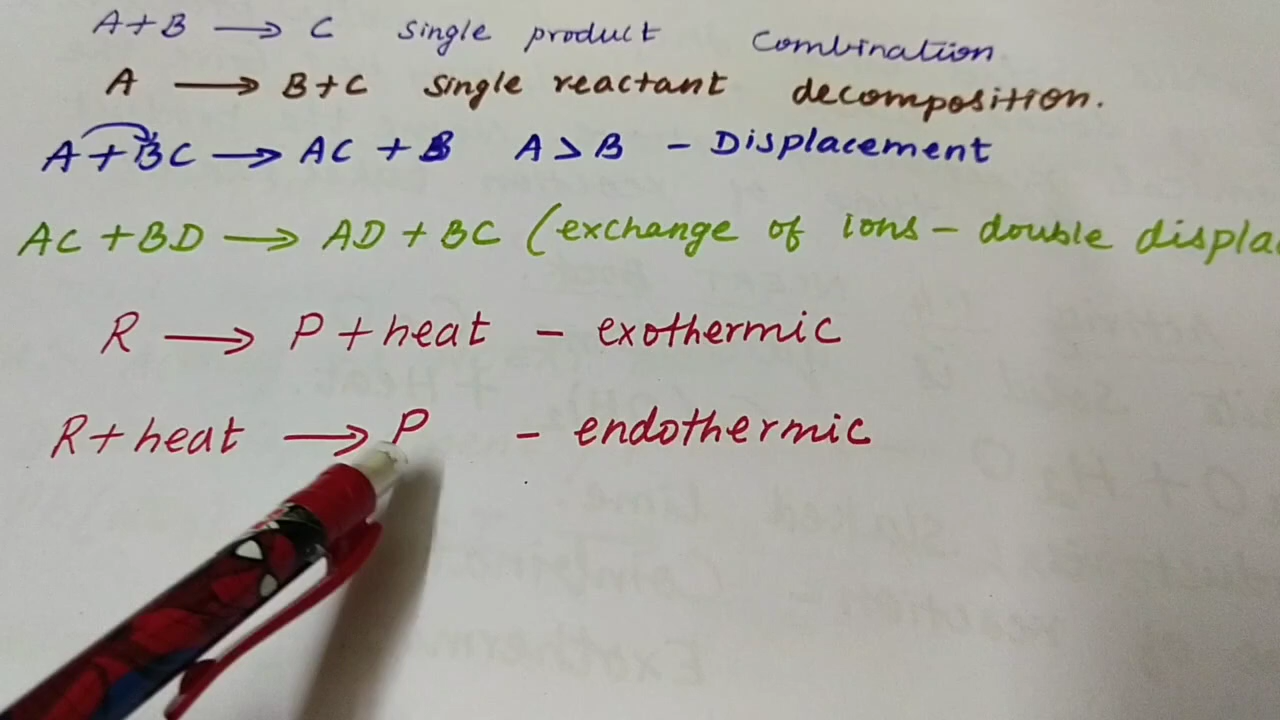 A+B → C single product combination
A → B+C single reactant decomposition.
A+BC → AC + B A>B - Displacement
AC+BD → AD + BC (exchange of ions - double displa
R → P+heat - exothermic
R+heat → P - endothermic